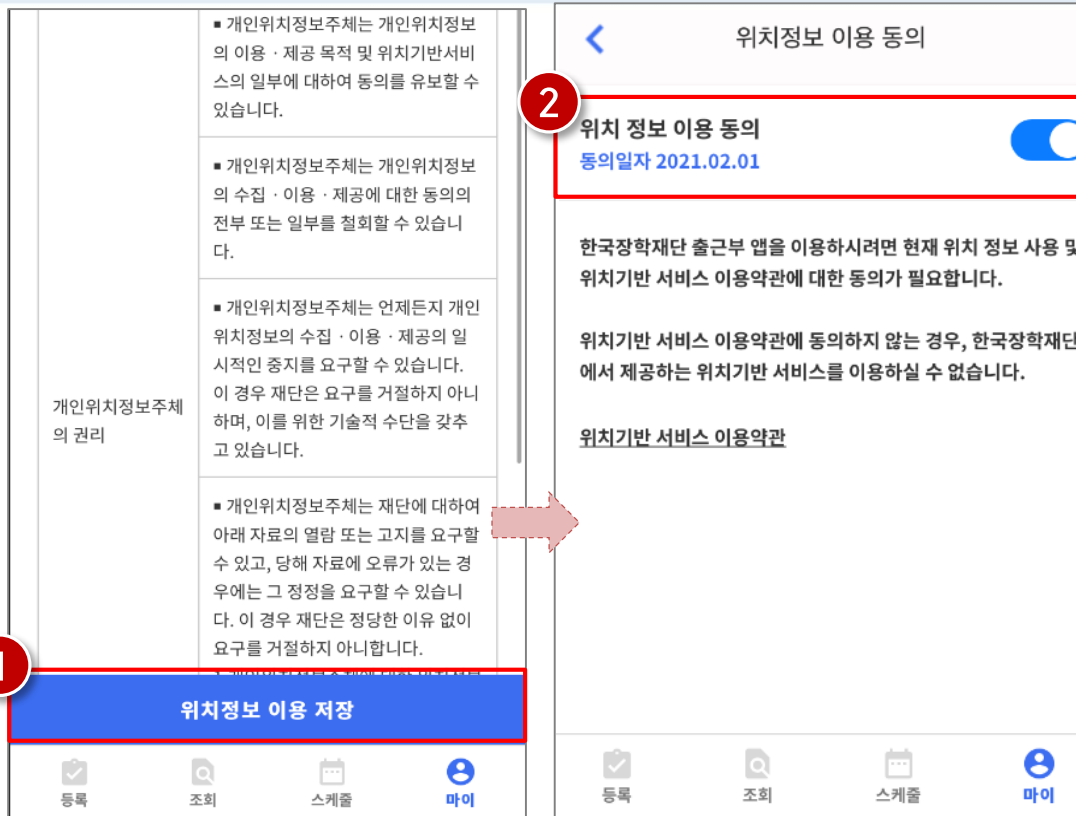 ■ 개인위치정보주체는 개인위치정보
의 이용 · 제공 목적 및 위치기반서비
스의 일부에 대하여 동의를 유보할 수
있습니다.
■ 개인위치정보주체는 개인위치정보
의 수집 · 이용 · 제공에 대한 동의의
전부 또는 일부를 철회할 수 있습니
다.
■ 개인위치정보주체는 언제든지 개인
위치정보의 수집 · 이용 · 제공의 일
시적인 중지를 요구할 수 있습니다.
이 경우 재단은 요구를 거절하지 아니
하며, 이를 위한 기술적 수단을 갖추
고 있습니다.
개인위치정보주체
의 권리
■ 개인위치정보주체는 재단에 대하여
아래 자료의 열람 또는 고지를 요구할
수 있고, 당해 자료에 오류가 있는 경
우에는 그 정정을 요구할 수 있습니
다. 이 경우 재단은 정당한 이유 없이
요구를 거절하지 아니합니다.
1
위치정보 이용 저장
등록 조회 스케줄 마이
위치정보 이용 동의
2
위치 정보 이용 동의
동의일자 2021.02.01
한국장학재단 출근부 앱을 이용하시려면 현재 위치 정보 사용 및
위치기반 서비스 이용약관에 대한 동의가 필요합니다.
위치기반 서비스 이용약관에 동의하지 않는 경우, 한국장학재단
에서 제공하는 위치기반 서비스를 이용하실 수 없습니다.
위치기반 서비스 이용약관
등록 조회 스케줄 마이